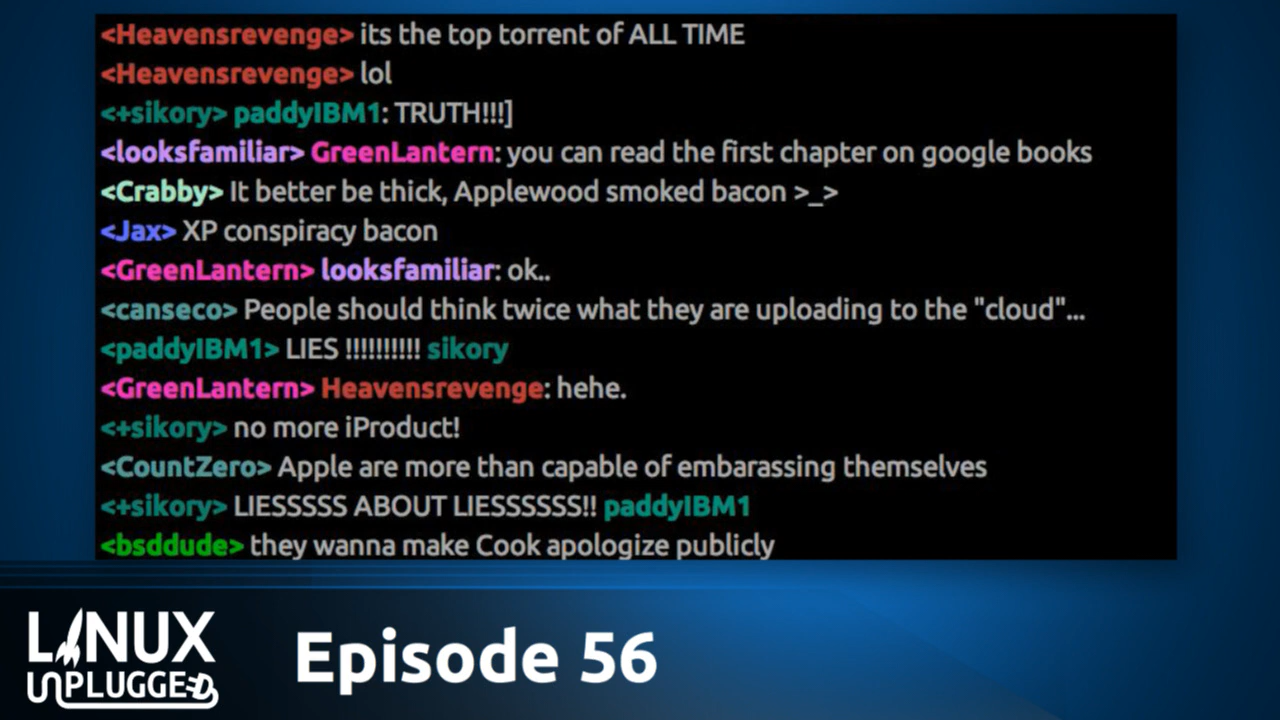 <Heavensrevenge> its the top torrent of ALL TIME
<Heavensrevenge> lol
<+sikory> paddyIBM1: TRUTH!!!]
<looksfamiliar> GreenLantern: you can read the first chapter on google books
<Crabby> It better be thick, Applewood smoked bacon >_>
<Jax> XP conspiracy bacon
<GreenLantern> looksfamiliar: ok..
<canseco> People should think twice what they are uploading to the "cloud"...
<paddyIBM1> LIES !!!!!!!!!! sikory
<GreenLantern> Heavensrevenge: hehe.
<+sikory> no more iProduct!
<CountZero> Apple are more than capable of embarassing themselves
<+sikory> LIESSSSS ABOUT LIESSSSSS!! paddyIBM1
<bsddude> they wanna make Cook apologize publicly
LINUX
UNPLUGGED
Episode 56